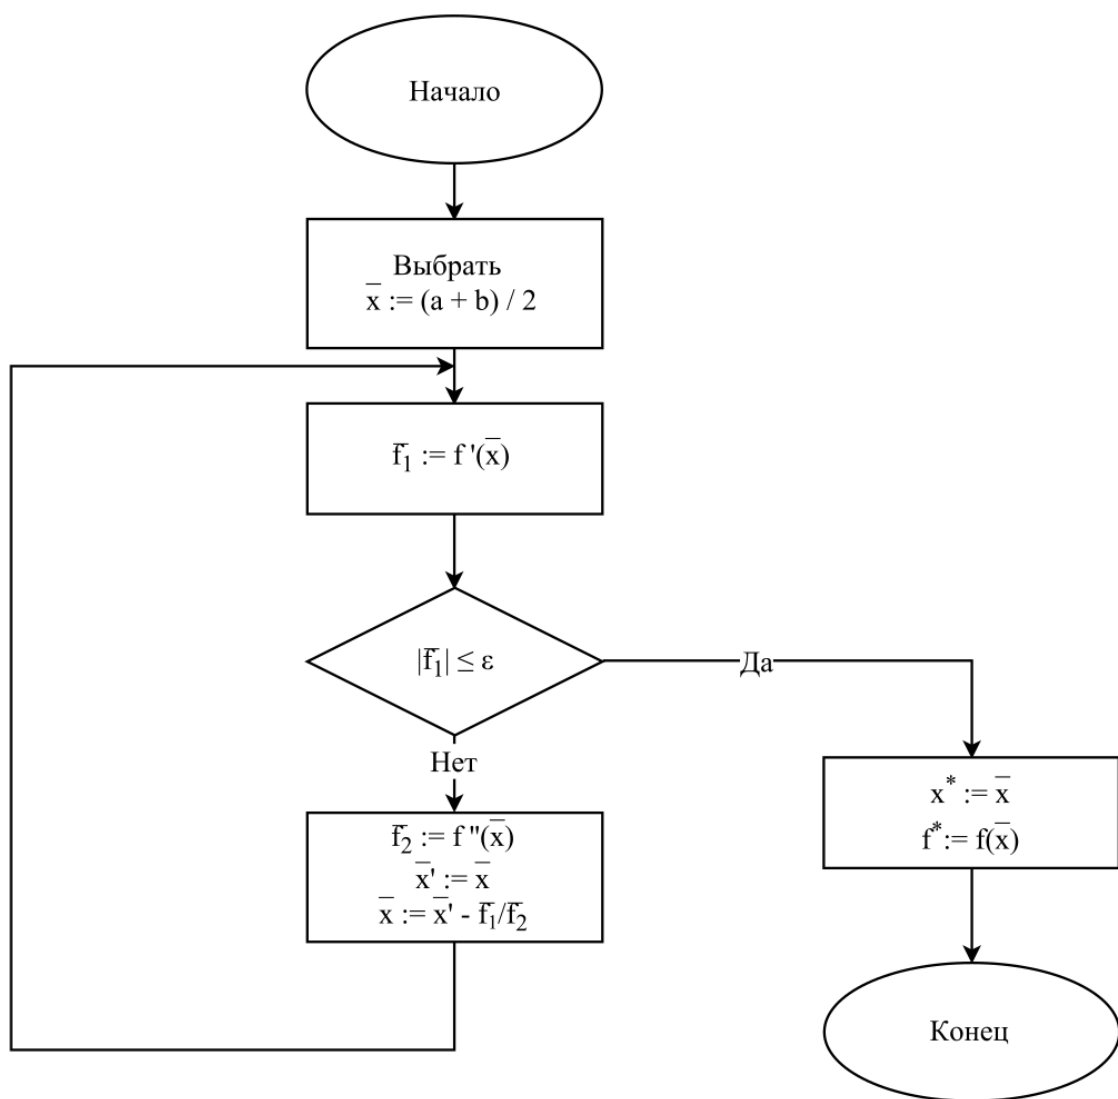 Начало
Выбрать
x̅ := (a + b) / 2
f̅₁ := f '(x̅)
|f̅₁| ≤ ε
Да
Нет
f̅₂ := f ''(x̅)
x̅' := x̅
x̅ := x̅' - f̅₁/f̅₂
x* := x̅
f*:= f(x̅)
Конец